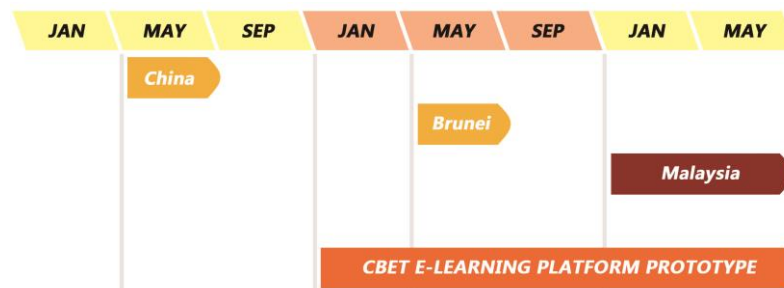 JAN MAY SEP JAN MAY SEP JAN MAY
China
Brunei
Malaysia
CBET E-LEARNING PLATFORM PROTOTYPE